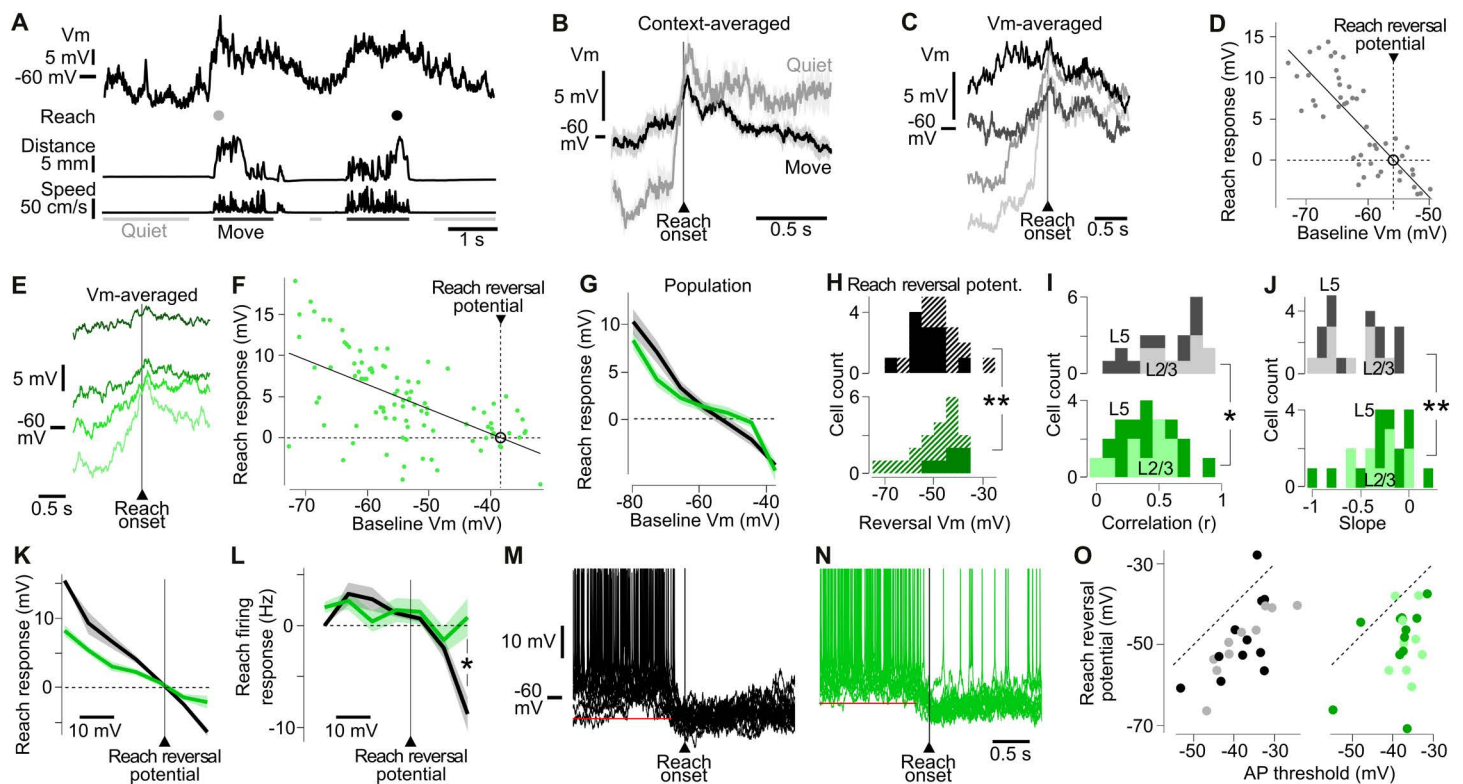 A
Vm
5 mV
-60 mV
Reach
Distance
5 mm
Speed
50 cm/s
Quiet
Move
1 s
B
Context-averaged
Vm
5 mV
-60
mV
Quiet
Move
Reach
onset
0.5 s
C
Vm-averaged
Vm
5 mV
-60
mV
Reach
onset
0.5 s
D
Reach reversal
potential
Reach response (mV)
15
10
5
0
-70
-60
-50
Baseline Vm (mV)
E
Vm-averaged
5 mV
-60
mV
0.5 s
Reach
onset
F
Reach reversal
potential
Reach response (mV)
15
10
5
0
-70
-60
-50
-40
Baseline Vm (mV)
G
Population
Reach response (mV)
10
0
-80
-60
-40
Baseline Vm (mV)
H
Reach reversal potent.
Cell count
4
0
6
0
**
-70
-50
-30
Reversal Vm (mV)
I
Cell count
6
0
L5
L2/3
4
0
L5
L2/3
*
0
0.5
1
Correlation (r)
J
Cell count
4
0
L5
L2/3
4
0
L5
L2/3
**
-1
-0.5
0
Slope
K
Reach response (mV)
10
0
10 mV
Reach reversal
potential
L
Reach firing
response (Hz)
0
-10
*
10 mV
Reach reversal
potential
M
10 mV
-60
mV
Reach
onset
N
Reach
onset
0.5 s
O
Reach reversal
potential (mV)
-30
-50
-70
-50
-40
-30
-50
-40
-30
AP threshold (mV)